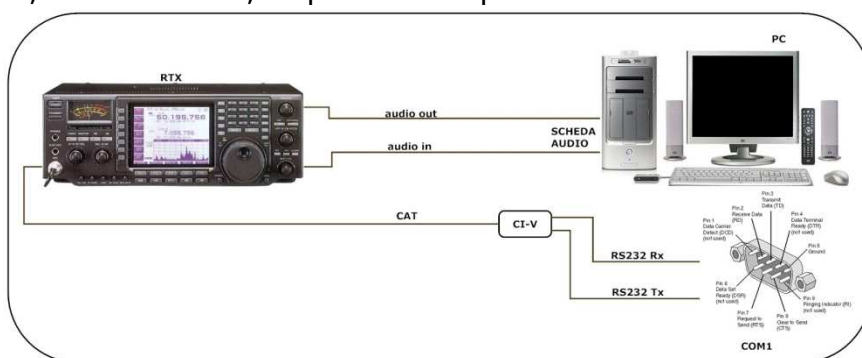 RTX
PC
50.196.756
audio out
audio in
SCHEDA
AUDIO
CAT
CI-V
RS232 Rx
RS232 Tx
Pin 1
Data Carrier
Detect (DCD)
(not used)
Pin 2
Receive Data
(RD)
Pin 3
Transmit
Data (TD)
Pin 4
Data Terminal
Ready (DTR)
(not used)
Pin 5
Ground
Pin 6
Data Set
Ready (DSR)
(not used)
Pin 7
Request to
Send (RTS)
Pin 8
Clear to Send
(CTS)
Pin 9
Ringing Indicator (RI)
(not used)
COM1